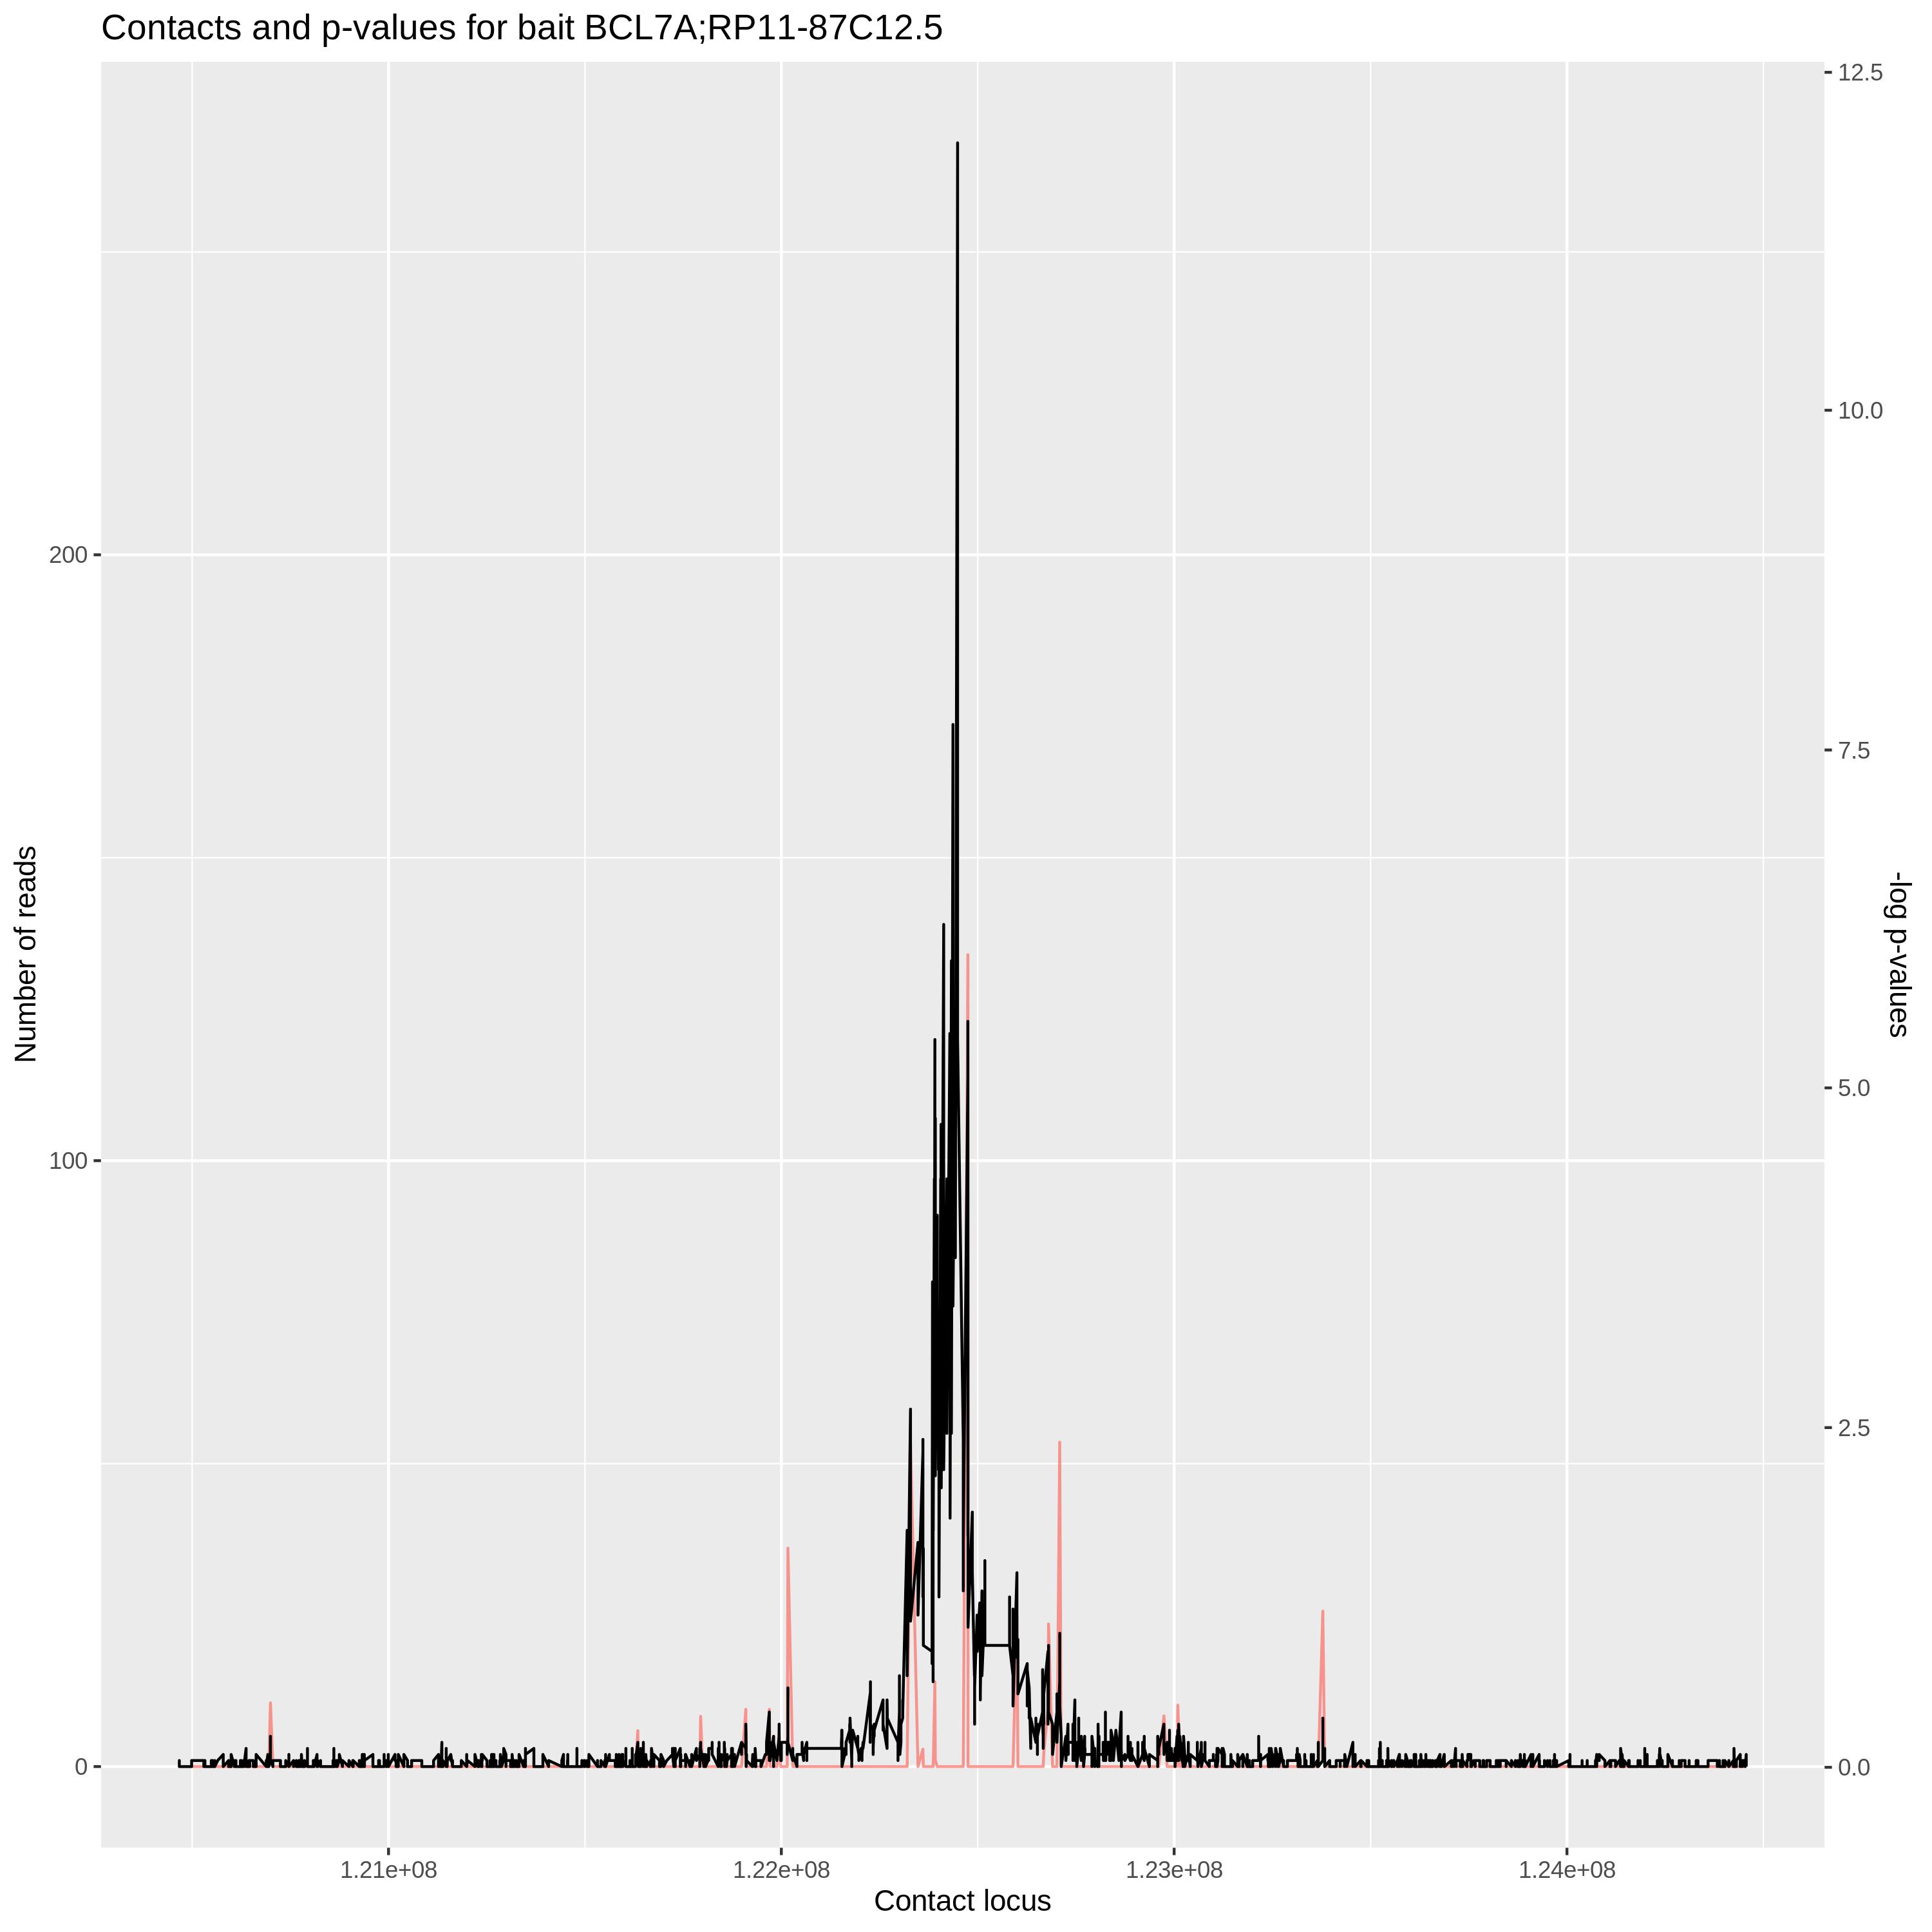 Contacts and p-values for bait BCL7A;RP11-87C12.5
12.5
10.0
200
7.5
Number of reads
-log p-values
5.0
100
2.5
0
0.0
1.21e+08
1.22e+08
1.23e+08
1.24e+08
Contact locus